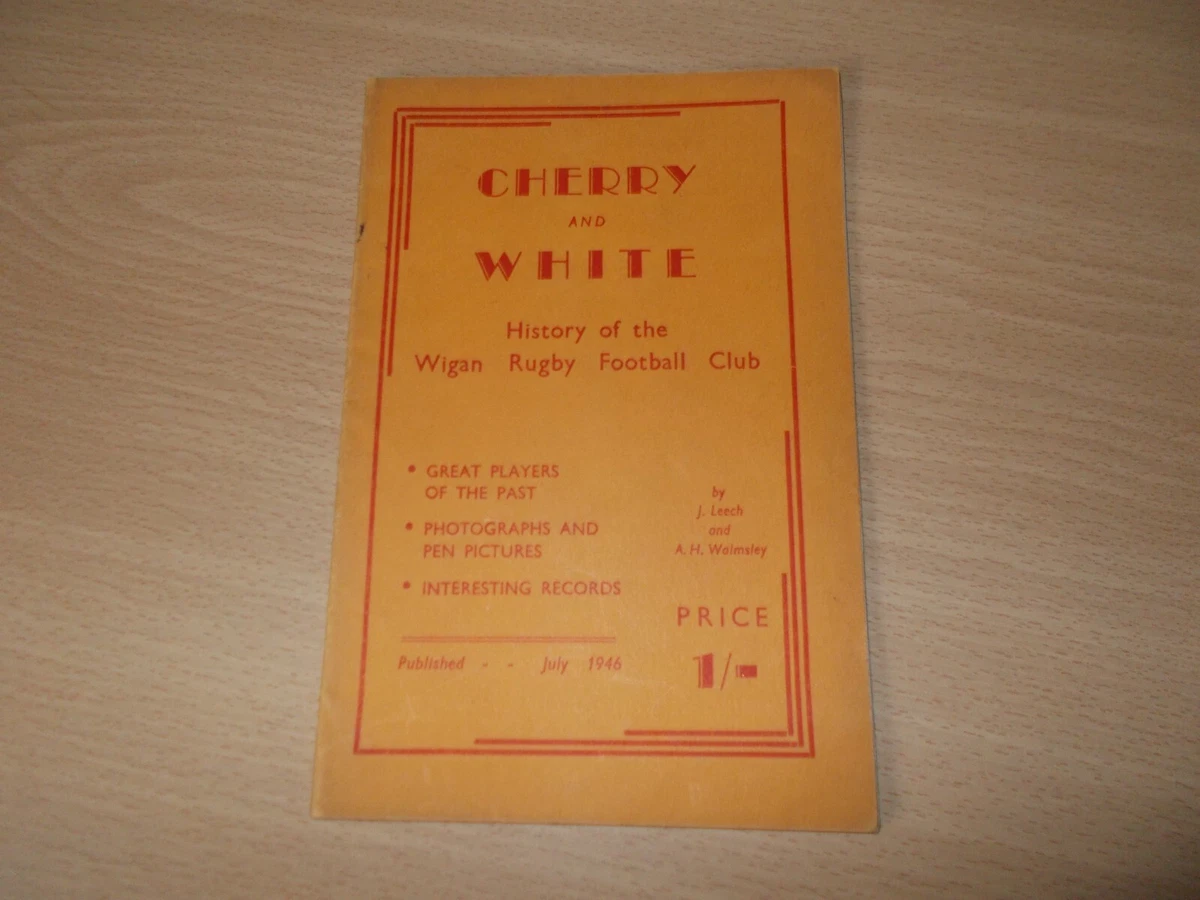 CHERRY
AND
WHITE
History of the
Wigan Rugby Football Club
• GREAT PLAYERS
OF THE PAST
• PHOTOGRAPHS AND
PEN PICTURES
• INTERESTING RECORDS
by
J. Leech
and
A. H. Walmsley
PRICE
1/-
Published - - July 1946